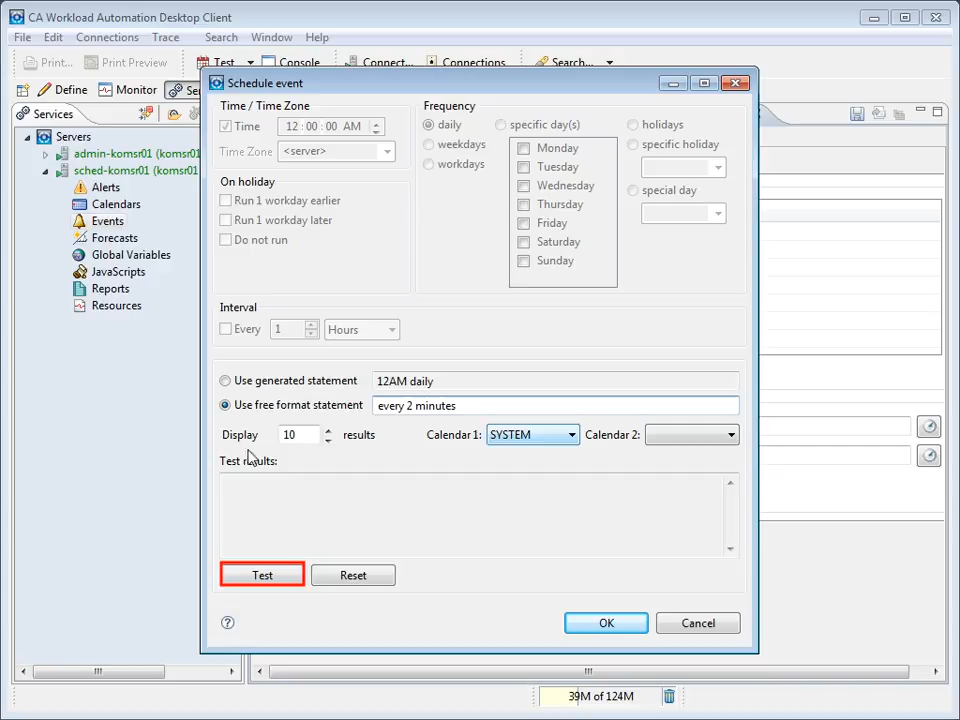 CA Workload Automation Desktop Client
File Edit Connections Trace Search Window Help
Print... Print Preview Test Console Connect... Connections Search...
Define Monitor Se
Services
Servers
admin-komsr01 (komsr01
sched-komsr01 (komsr01
Alerts
Calendars
Events
Forecasts
Global Variables
JavaScripts
Reports
Resources
Schedule event
Time / Time Zone
Time 12 : 00 : 00 AM
Time Zone <server>
On holiday
Run 1 workday earlier
Run 1 workday later
Do not run
Frequency
daily
weekdays
workdays
specific day(s)
Monday
Tuesday
Wednesday
Thursday
Friday
Saturday
Sunday
holidays
specific holiday
special day
Interval
Every 1 Hours
Use generated statement 12AM daily
Use free format statement every 2 minutes
Display 10 results Calendar 1: SYSTEM Calendar 2:
Test results:
Test Reset
OK Cancel
39M of 124M